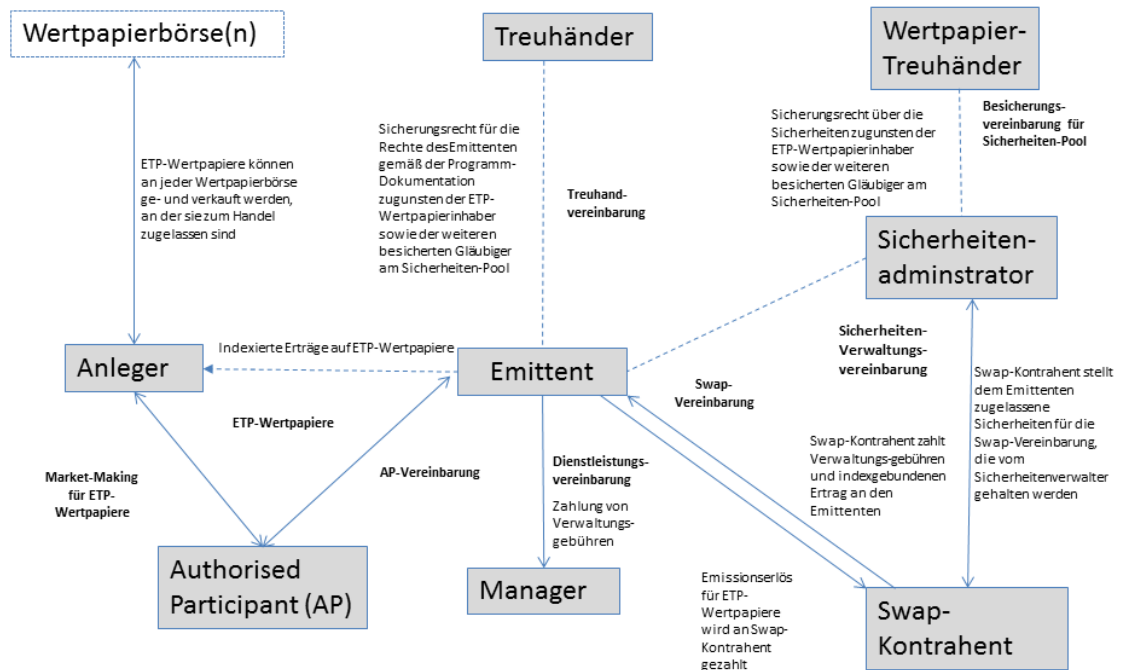 Wertpapierbörse(n)
Treuhänder
Wertpapier-
Treuhänder
ETP-Wertpapiere können
an jeder Wertpapierbörse
ge- und verkauft werden,
an der sie zum Handel
zugelassen sind
Sicherungsrecht für die
Rechte des Emittenten
gemäß der Programm-
Dokumentation
zugunsten der ETP-
Wertpapierinhaber
sowie der weiteren
besicherten Gläubiger
am Sicherheiten-Pool
Treuhand-
vereinbarung
Sicherungsrecht über die
Sicherheiten zugunsten der
ETP-Wertpapierinhaber
sowie der weiteren
besicherten Gläubiger am
Sicherheiten-Pool
Besicherungs-
vereinbarung für
Sicherheiten-Pool
Sicherheiten-
adminstrator
Anleger
Indexierte Erträge auf ETP-Wertpapiere
Emittent
Swap-
Vereinbarung
Sicherheiten-
Verwaltungs-
vereinbarung
Swap-Kontrahent stellt
dem Emittenten
zugelassene
Sicherheiten für die
Swap-Vereinbarung,
die vom
Sicherheitenverwalter
gehalten werden
ETP-Wertpapiere
Market-Making
für ETP-
Wertpapiere
AP-Vereinbarung
Dienstleistungs-
vereinbarung
Zahlung von
Verwaltungs-
gebühren
Swap-Kontrahent zahlt
Verwaltungs-gebühren
und indexgebundenen
Ertrag an den
Emittenten
Authorised
Participant (AP)
Manager
Emissionserlös
für ETP-
Wertpapiere
wird an Swap-
Kontrahent
gezahlt
Swap-
Kontrahent